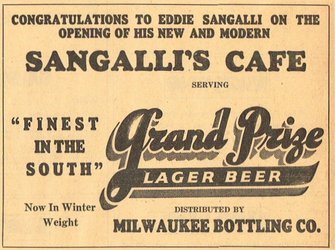 CONGRATULATIONS TO EDDIE SANGALLI ON THE
OPENING OF HIS NEW AND MODERN
SANGALLI'S CAFE
SERVING
"FINEST
IN THE
SOUTH"
Grand Prize
LAGER BEER
Now In Winter
Weight
DISTRIBUTED BY
MILWAUKEE BOTTLING CO.